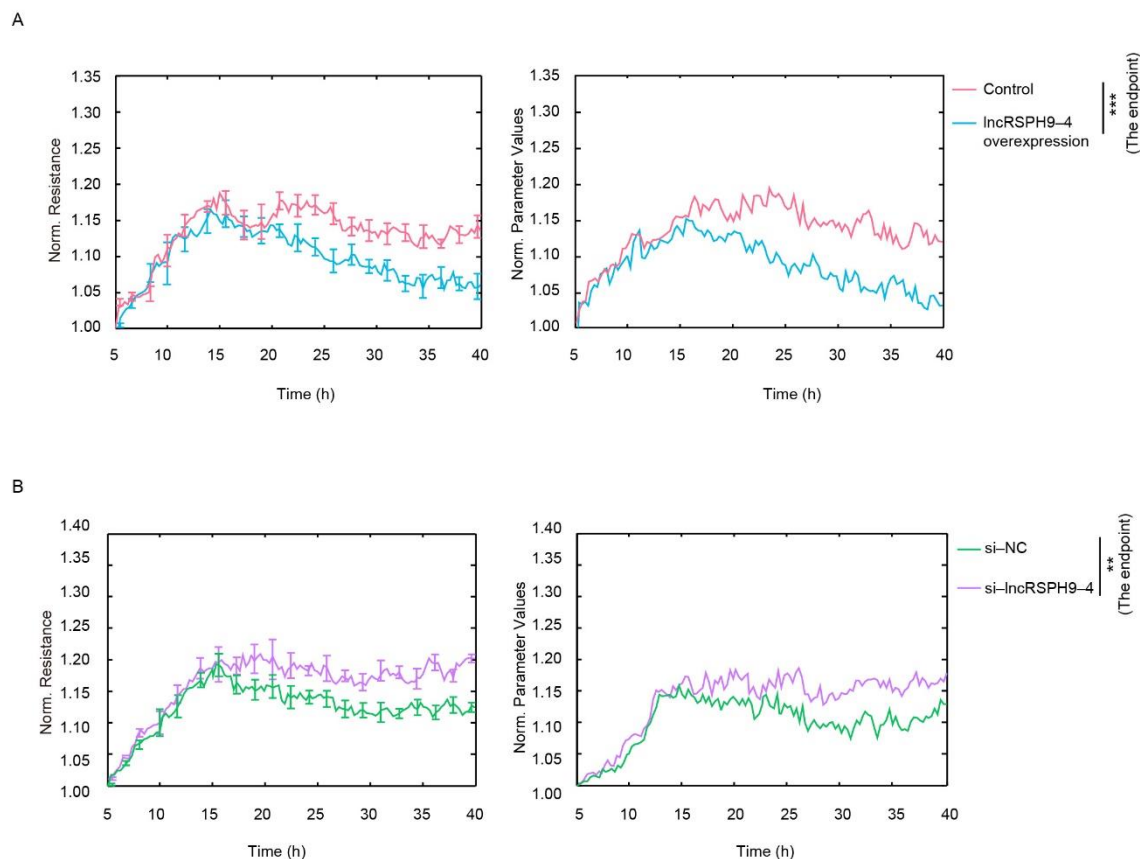 A
1.35
1.30
1.20
1.15
1.10
1.05
1.00
Norm. Resistance
5 10 15 20 25 30 35 40
Time (h)
1.35
1.30
1.20
1.15
1.10
1.05
1.00
Norm. Parameter Values
5 10 15 20 25 30 35 40
Time (h)
Control
lncRSPH9–4
overexpression
***
(The endpoint)
B
1.40
1.35
1.30
1.25
1.20
1.15
1.10
1.05
1.00
Norm. Resistance
5 10 15 20 25 30 35 40
Time (h)
1.40
1.35
1.30
1.25
1.20
1.15
1.10
1.05
1.00
Norm. Parameter Values
5 10 15 20 25 30 35 40
Time (h)
si–NC
si–lncRSPH9–4
**
(The endpoint)